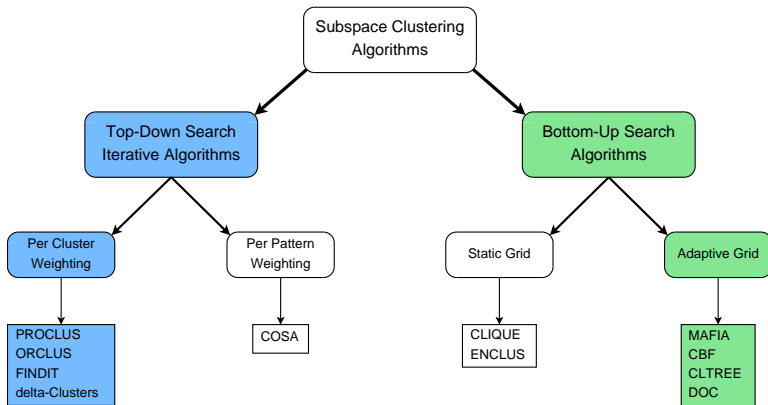 Subspace Clustering
Algorithms
Top-Down Search
Iterative Algorithms
Bottom-Up Search
Algorithms
Per Cluster
Weighting
Per Pattern
Weighting
Static Grid
Adaptive Grid
PROCLUS
ORCLUS
FINDIT
delta-Clusters
COSA
CLIQUE
ENCLUS
MAFIA
CBF
CLTREE
DOC